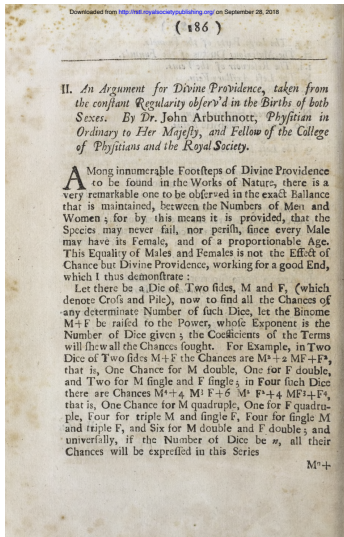 Downloaded from http://rstl.royalsocietypublishing.org/ on September 28, 2018
( 186 )
II. An Argument for Divine Providence, taken from
the conſtant Regularity obſerv'd in the Births of both
Sexes. By Dr. John Arbuthnott, Phyſitian in
Ordinary to Her Majeſty, and Fellow of the College
of Phyſitians and the Royal Society.
AMong innumerable Footſteps of Divine Providence
to be found in the Works of Nature, there is a
very remarkable one to be obſerved in the exact Ballance
that is maintained, between the Numbers of Men and
Women ; for by this means it is provided, that the
Species may never fail, nor periſh, ſince every Male
may have its Female, and of a proportionable Age.
This Equality of Males and Females is not the Effect of
Chance but Divine Providence, working for a good End,
which I thus demonſtrate :
Let there be a Die of Two ſides, M and F, (which
denote Croſs and Pile), now to find all the Chances of
any determinate Number of ſuch Dice, let the Binome
M+F be raiſed to the Power, whoſe Exponent is the
Number of Dice given ; the Coefficients of the Terms
will ſhew all the Chances ſought. For Example, in Two
Dice of Two ſides M+F the Chances are M²+2 MF+F²,
that is, One Chance for M double, One for F double,
and Two for M ſingle and F ſingle ; in Four ſuch Dice
there are Chances M⁴+4 M³ F+6 M² F²+4 MF³+F⁴,
that is, One Chance for M quadruple, One for F quadru-
ple, Four for triple M and ſingle F, Four for ſingle M
and triple F, and Six for M double and F double ; and
univerſally, if the Number of Dice be n, all their
Chances will be expreſſed in this Series
Mⁿ+